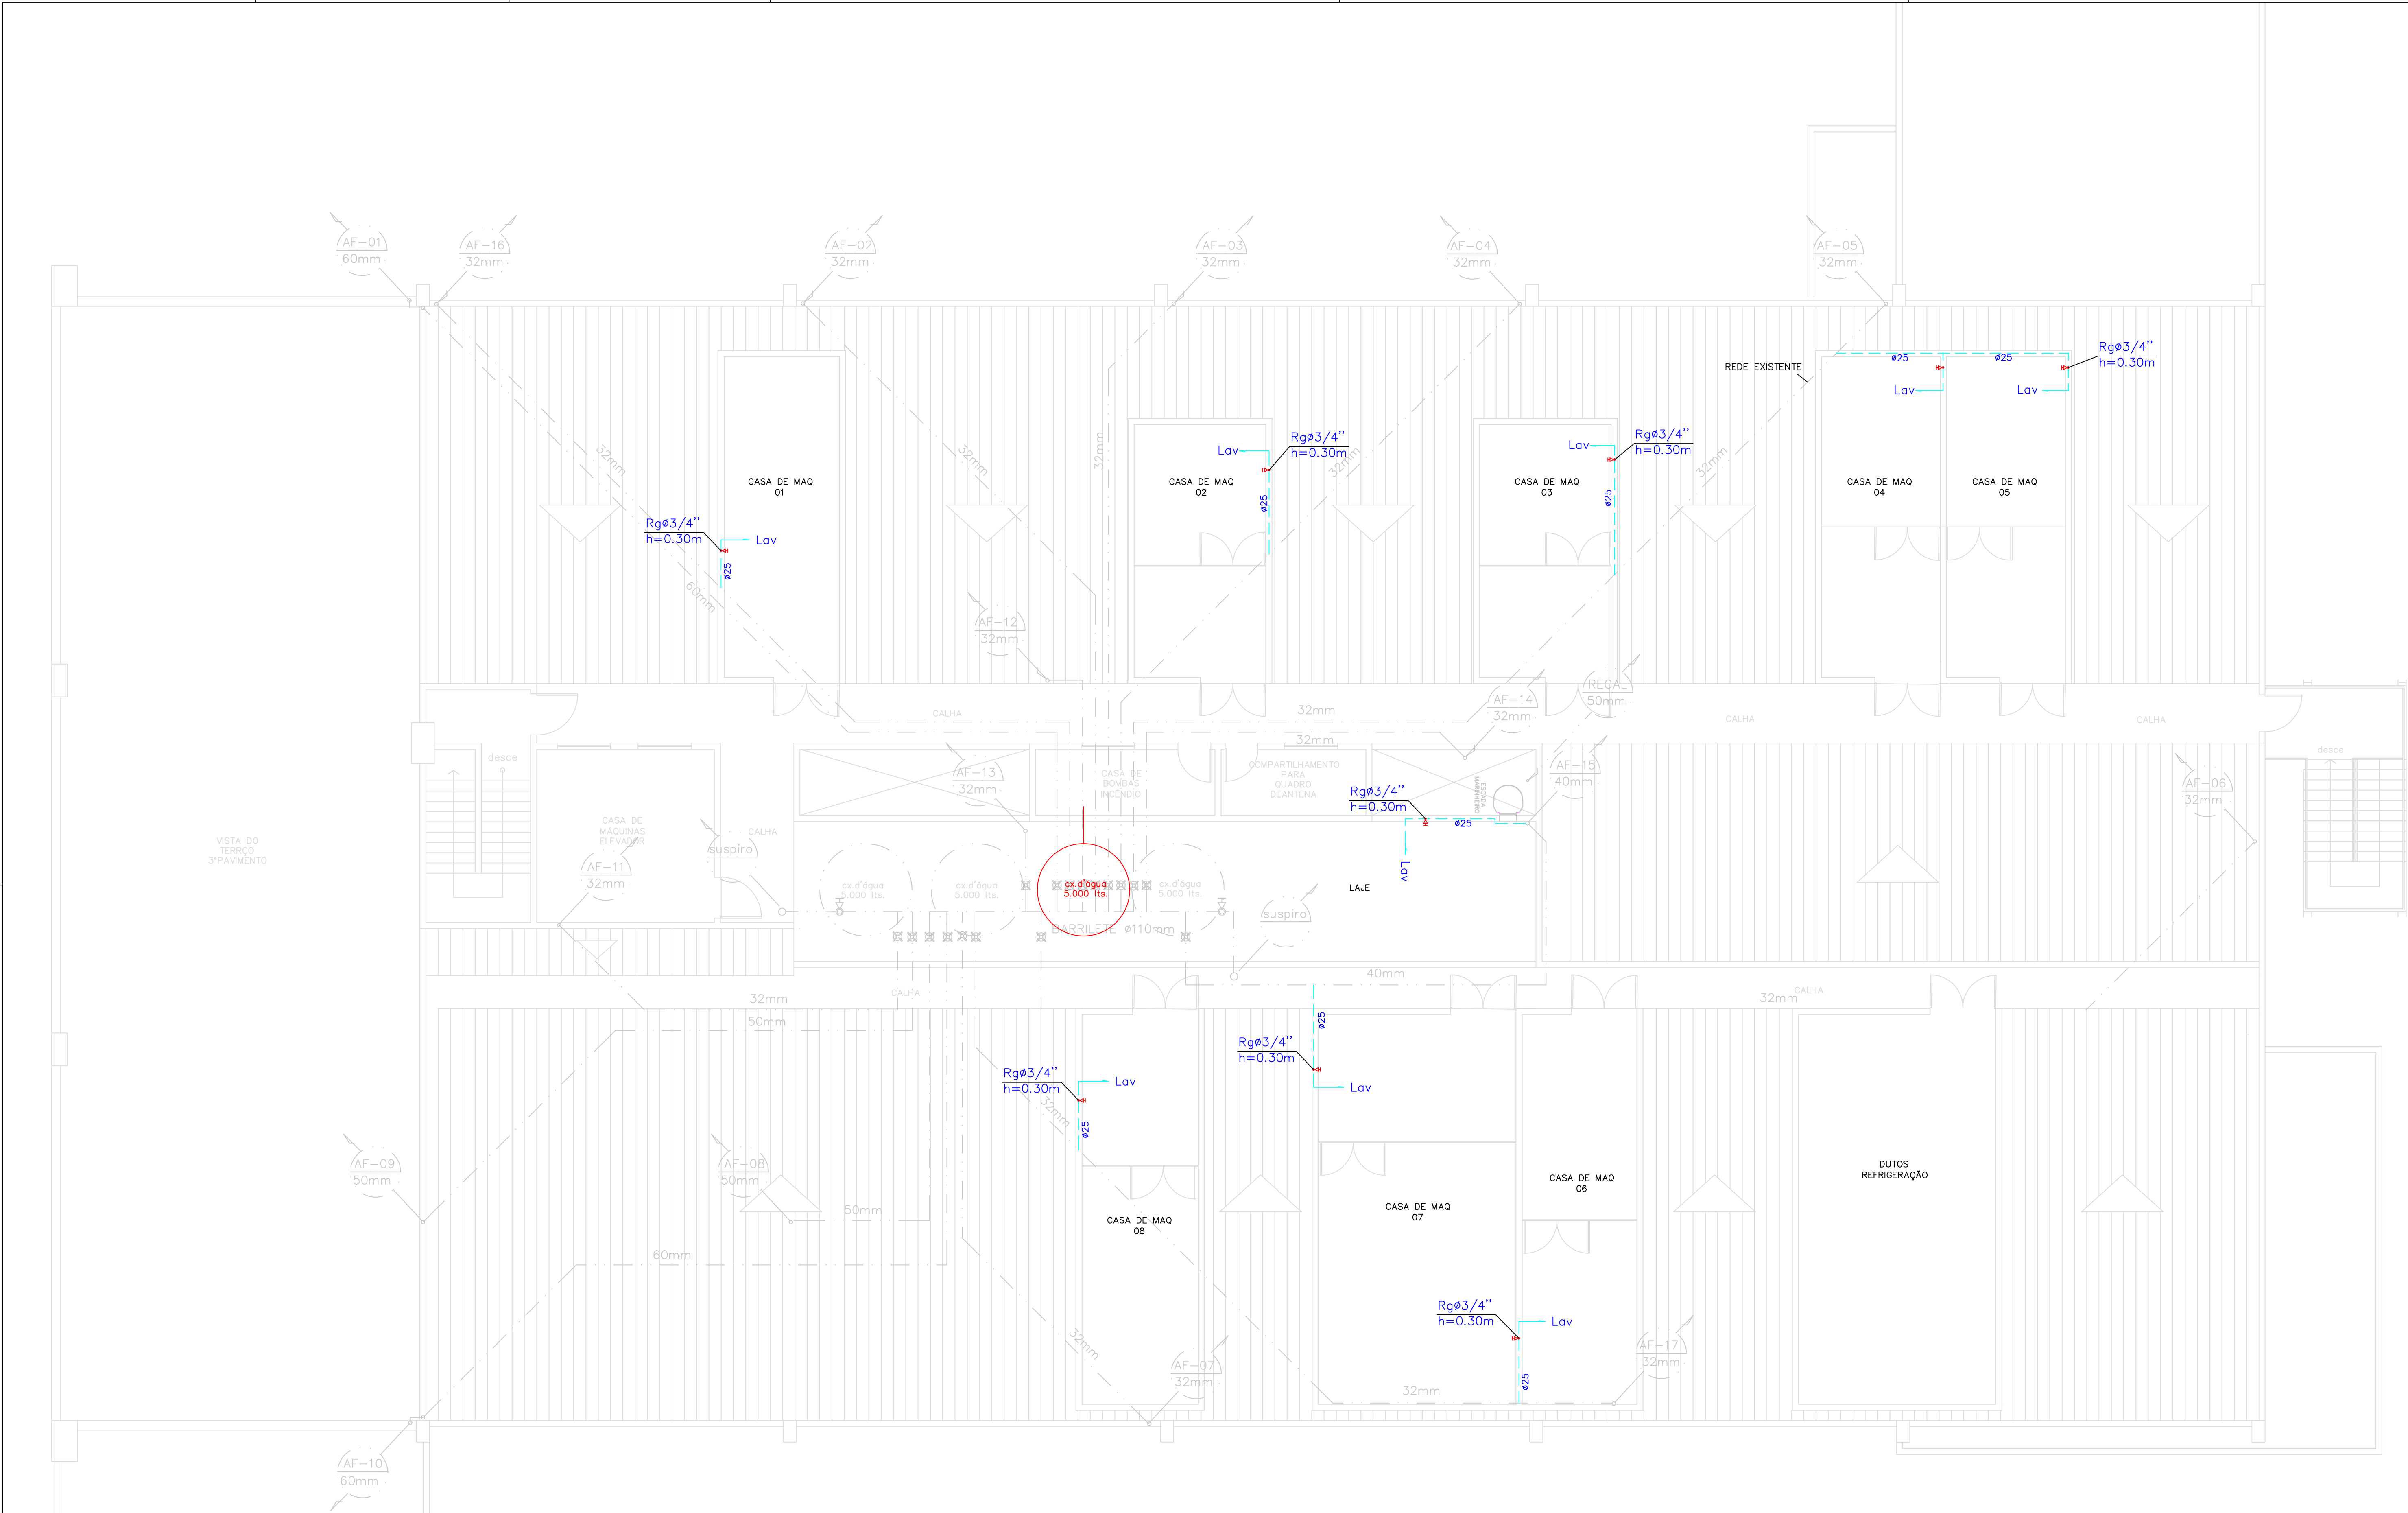 AF-01
60mm
AF-16
32mm
AF-02
32mm
AF-03
32mm
AF-04
32mm
AF-05
32mm
REDE EXISTENTE
ø25
ø25
Rgø3/4''
h=0.30m
Lav
Lav
32mm
32mm
32mm
32mm
32mm
Rgø3/4''
h=0.30m
Lav
ø25
Rgø3/4''
h=0.30m
Lav
ø25
CASA DE MAQ
01
CASA DE MAQ
02
CASA DE MAQ
03
CASA DE MAQ
04
CASA DE MAQ
05
Rgø3/4''
h=0.30m
Lav
ø25
60mm
AF-12
32mm
RECAL
50mm
AF-14
32mm
CALHA
32mm
32mm
CALHA
CALHA
desce
desce
AF-13
32mm
CASA DE
BOMBAS
INCÊNDIO
COMPARTILHAMENTO
PARA
QUADRO
DEANTENA
ESCADA
MARINHEIRO
AF-15
40mm
AF-06
32mm
Rgø3/4''
h=0.30m
ø25
Lav
VISTA DO
TERRÇO
3ºPAVIMENTO
CASA DE
MÁQUINAS
ELEVADOR
CALHA
suspiro
AF-11
32mm
cx.d'água
5.000 lts.
cx.d'água
5.000 lts.
cx.d'água
5.000 lts.
cx.d'água
5.000 lts.
LAJE
suspiro
BARRILETE ø110mm
40mm
CALHA
32mm
50mm
CALHA
32mm
ø25
Rgø3/4''
h=0.30m
Lav
Rgø3/4''
h=0.30m
Lav
ø25
32mm
AF-09
50mm
AF-08
50mm
50mm
60mm
CASA DE MAQ
08
CASA DE MAQ
07
CASA DE MAQ
06
DUTOS
REFRIGERAÇÃO
Rgø3/4''
h=0.30m
Lav
ø25
32mm
AF-07
32mm
32mm
AF-17
32mm
AF-10
60mm